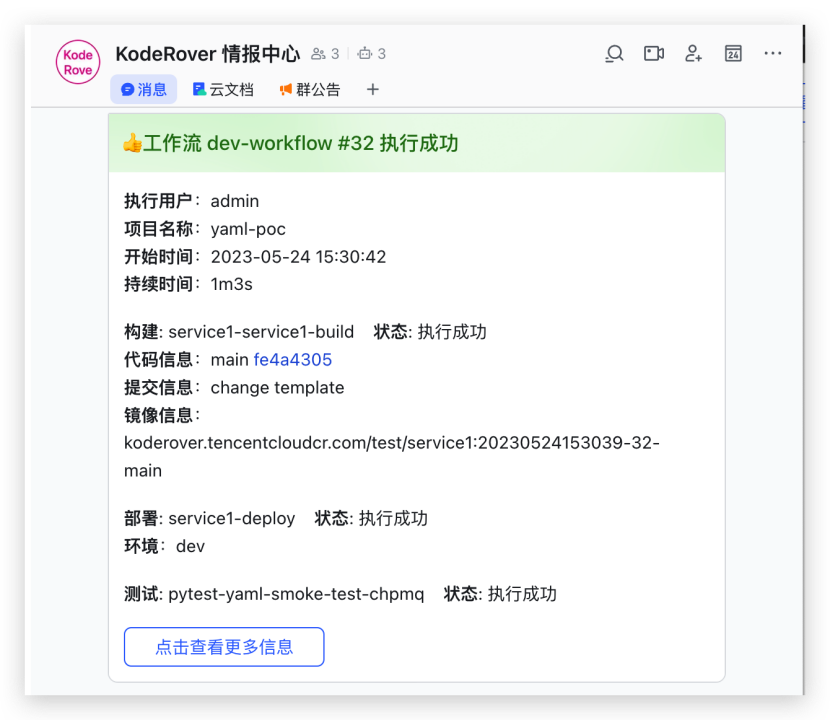 Kode
Rove
KodeRover 情报中心 3 3
24
消息 云文档 群公告 +
👍工作流 dev-workflow #32 执行成功
执行用户：admin
项目名称：yaml-poc
开始时间：2023-05-24 15:30:42
持续时间：1m3s
构建: service1-service1-build 状态: 执行成功
代码信息：main fe4a4305
提交信息：change template
镜像信息：
koderover.tencentcloudcr.com/test/service1:20230524153039-32-
main
部署: service1-deploy 状态: 执行成功
环境：dev
测试: pytest-yaml-smoke-test-chpmq 状态: 执行成功
点击查看更多信息